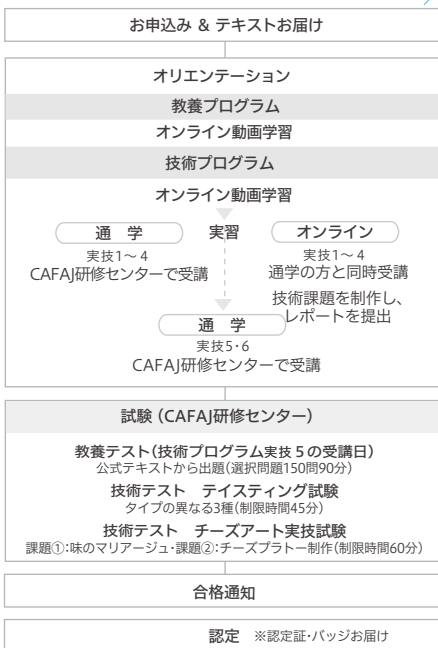 お申込み & テキストお届け
オリエンテーション
教養プログラム
オンライン動画学習
技術プログラム
オンライン動画学習
通 学
実習
オンライン
実技1～4
CAFAJ研修センターで受講
実技1～4
通学の方と同時受講
技術課題を制作し、
レポートを提出
通 学
実技5・6
CAFAJ研修センターで受講
試験（CAFAJ研修センター）
教養テスト(技術プログラム実技５の受講日)
公式テキストから出題(選択問題150問90分)
技術テスト テイスティング試験
タイプの異なる3種(制限時間45分)
技術テスト チーズアート実技試験
課題①:味のマリアージュ・課題②:チーズプラトー制作(制限時間60分)
合格通知
認定 ※認定証・バッジお届け